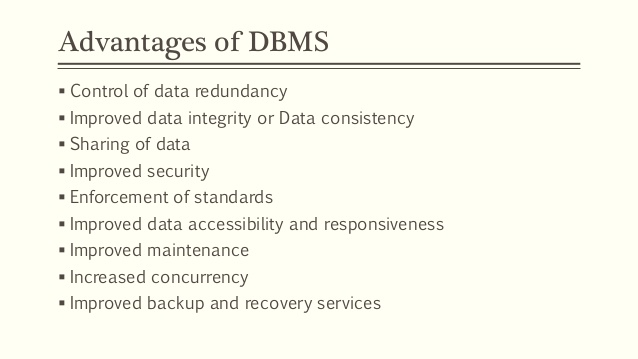 Advantages of DBMS
▪ Control of data redundancy
▪ Improved data integrity or Data consistency
▪ Sharing of data
▪ Improved security
▪ Enforcement of standards
▪ Improved data accessibility and responsiveness
▪ Improved maintenance
▪ Increased concurrency
▪ Improved backup and recovery services